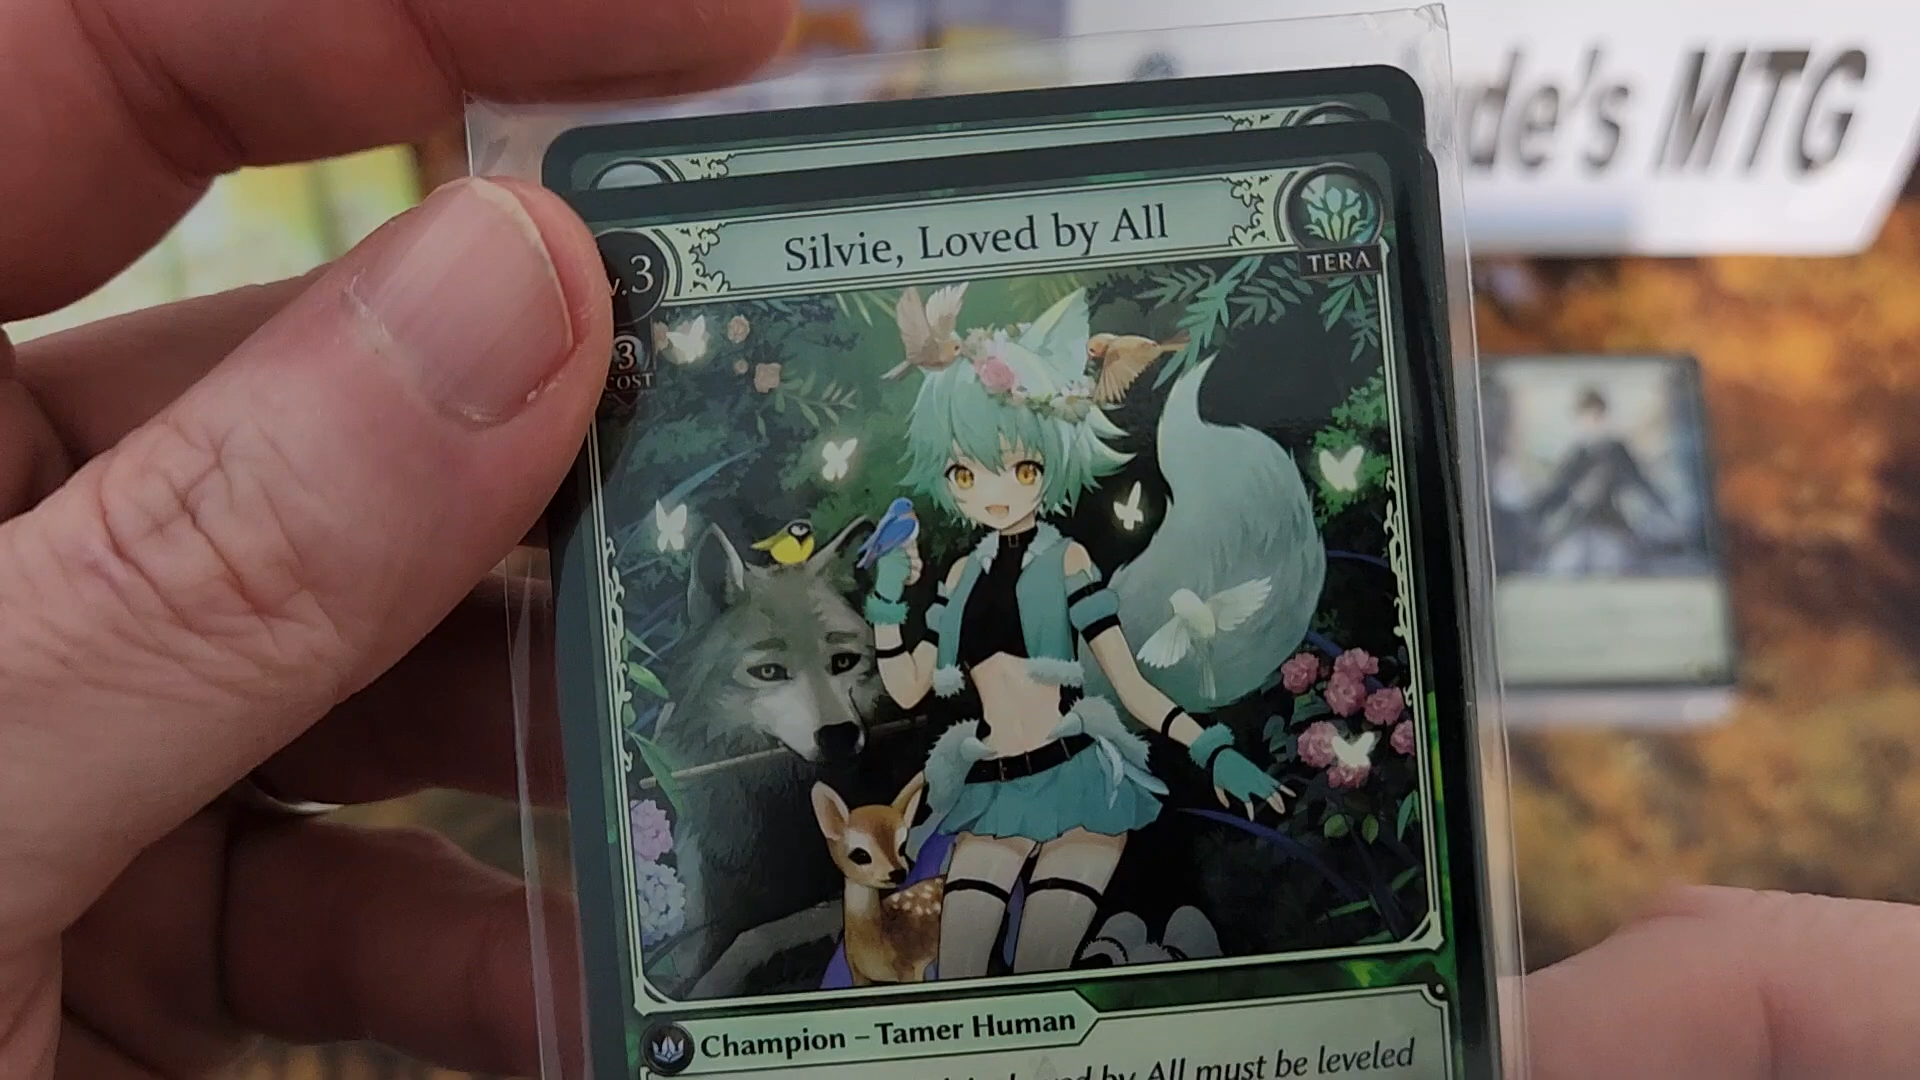 de's MTG
Silvie, Loved by All
TERA
v.3
3
COST
Champion – Tamer Human
by All must be leveled